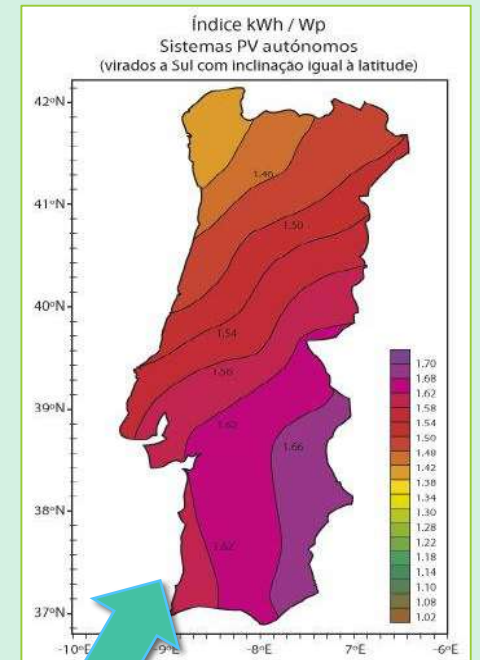 Índice kWh / Wp
Sistemas PV autónomos
(virados a Sul com inclinação igual à latitude)
42ºN
41ºN
40ºN
39ºN
38ºN
37ºN
1.46
1.50
1.54
1.58
1.62
1.66
1.62
1.70
1.68
1.62
1.58
1.54
1.50
1.48
1.42
1.38
1.34
1.30
1.28
1.22
1.18
1.14
1.10
1.08
1.02
-10ºE
-9ºE
-8ºE
-7ºE
-6ºE